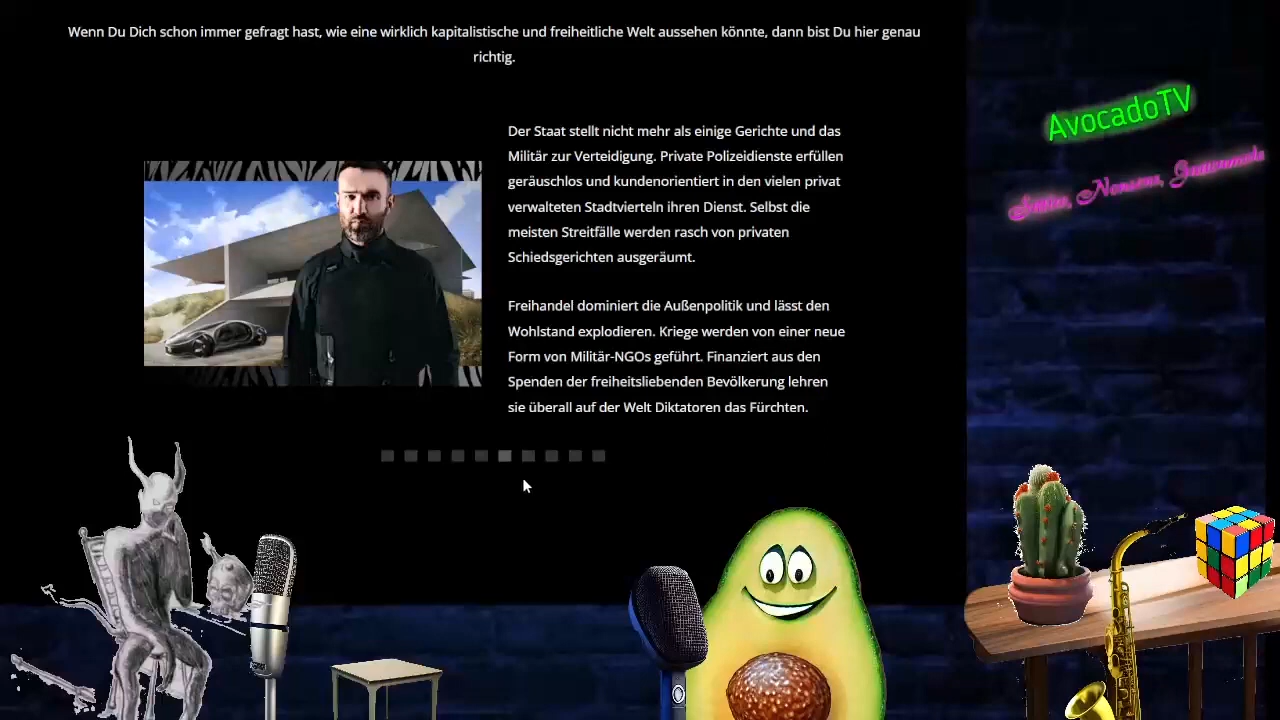 Wenn Du Dich schon immer gefragt hast, wie eine wirklich kapitalistische und freiheitliche Welt aussehen könnte, dann bist Du hier genau
richtig.
Der Staat stellt nicht mehr als einige Gerichte und das
Militär zur Verteidigung. Private Polizeidienste erfüllen
geräuschlos und kundenorientiert in den vielen privat
verwalteten Stadtvierteln ihren Dienst. Selbst die
meisten Streitfälle werden rasch von privaten
Schiedsgerichten ausgeräumt.
Freihandel dominiert die Außenpolitik und lässt den
Wohlstand explodieren. Kriege werden von einer neue
Form von Militär-NGOs geführt. Finanziert aus den
Spenden der freiheitsliebenden Bevölkerung lehren
sie überall auf der Welt Diktatoren das Fürchten.
AvocadoTV
Nonsens,